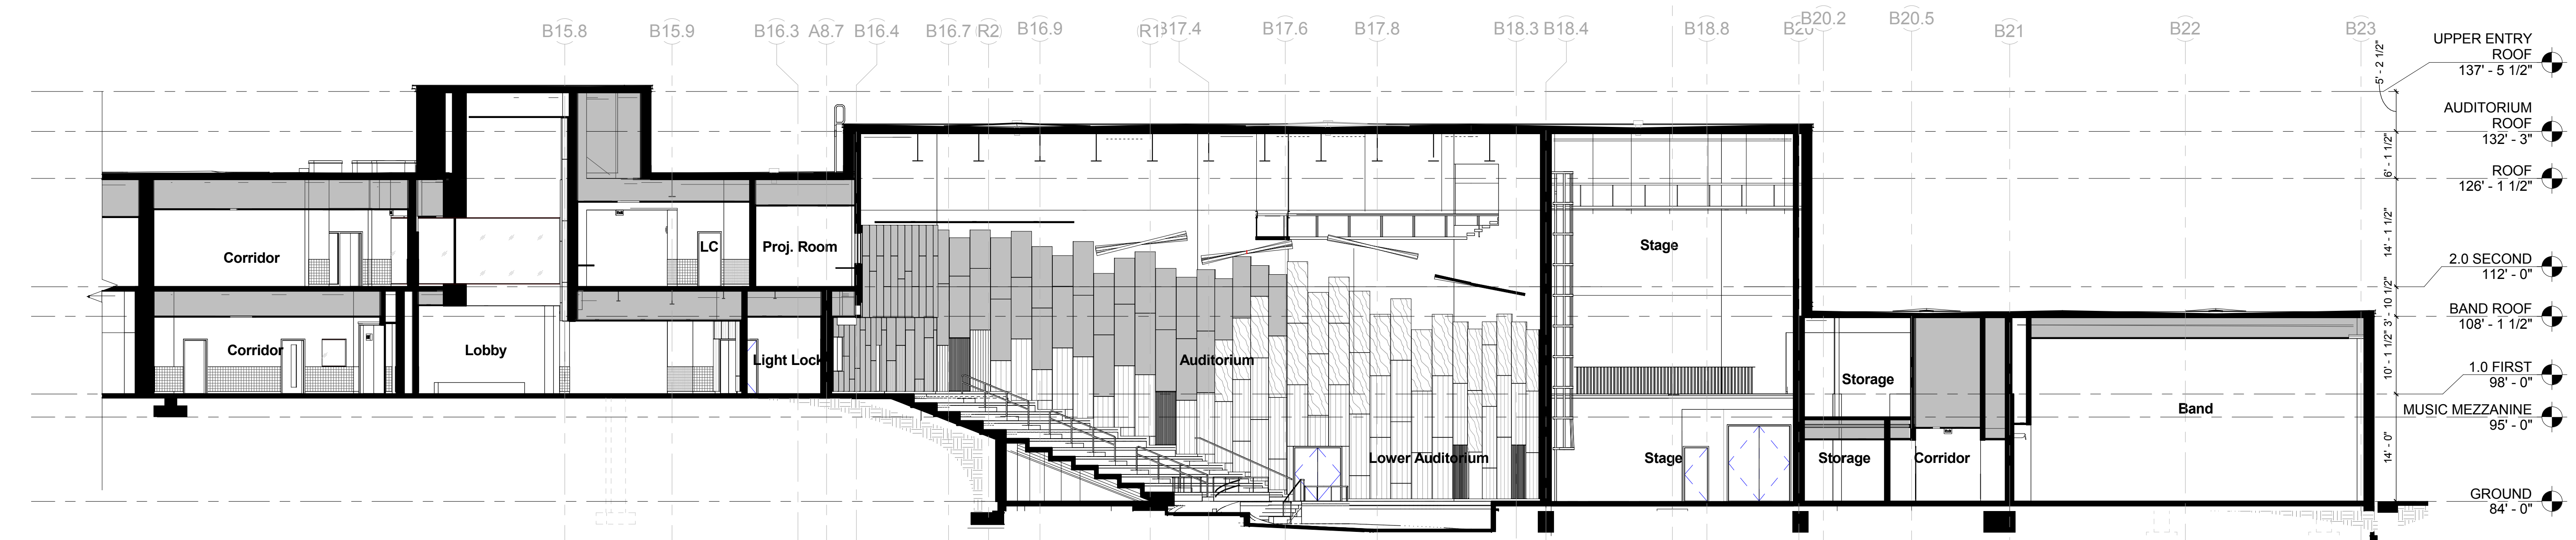 B15.8
B15.9
B16.3
A8.7
B16.4
B16.7
R2
B16.9
R1
B17.4
B17.6
B17.8
B18.3
B18.4
B18.8
B20
B20.2
B20.5
B21
B22
B23
UPPER ENTRY
ROOF
137' - 5 1/2"
AUDITORIUM
ROOF
132' - 3"
ROOF
126' - 1 1/2"
2.0 SECOND
112' - 0"
BAND ROOF
108' - 1 1/2"
1.0 FIRST
98' - 0"
MUSIC MEZZANINE
95' - 0"
GROUND
84' - 0"
5' - 2 1/2"
6' - 1 1/2"
14' - 1 1/2"
3' - 10 1/2"
10' - 1 1/2"
14' - 0"
Corridor
LC
Proj. Room
Stage
Corridor
Lobby
Light Lock
Auditorium
Storage
Band
Lower Auditorium
Stage
Storage
Corridor